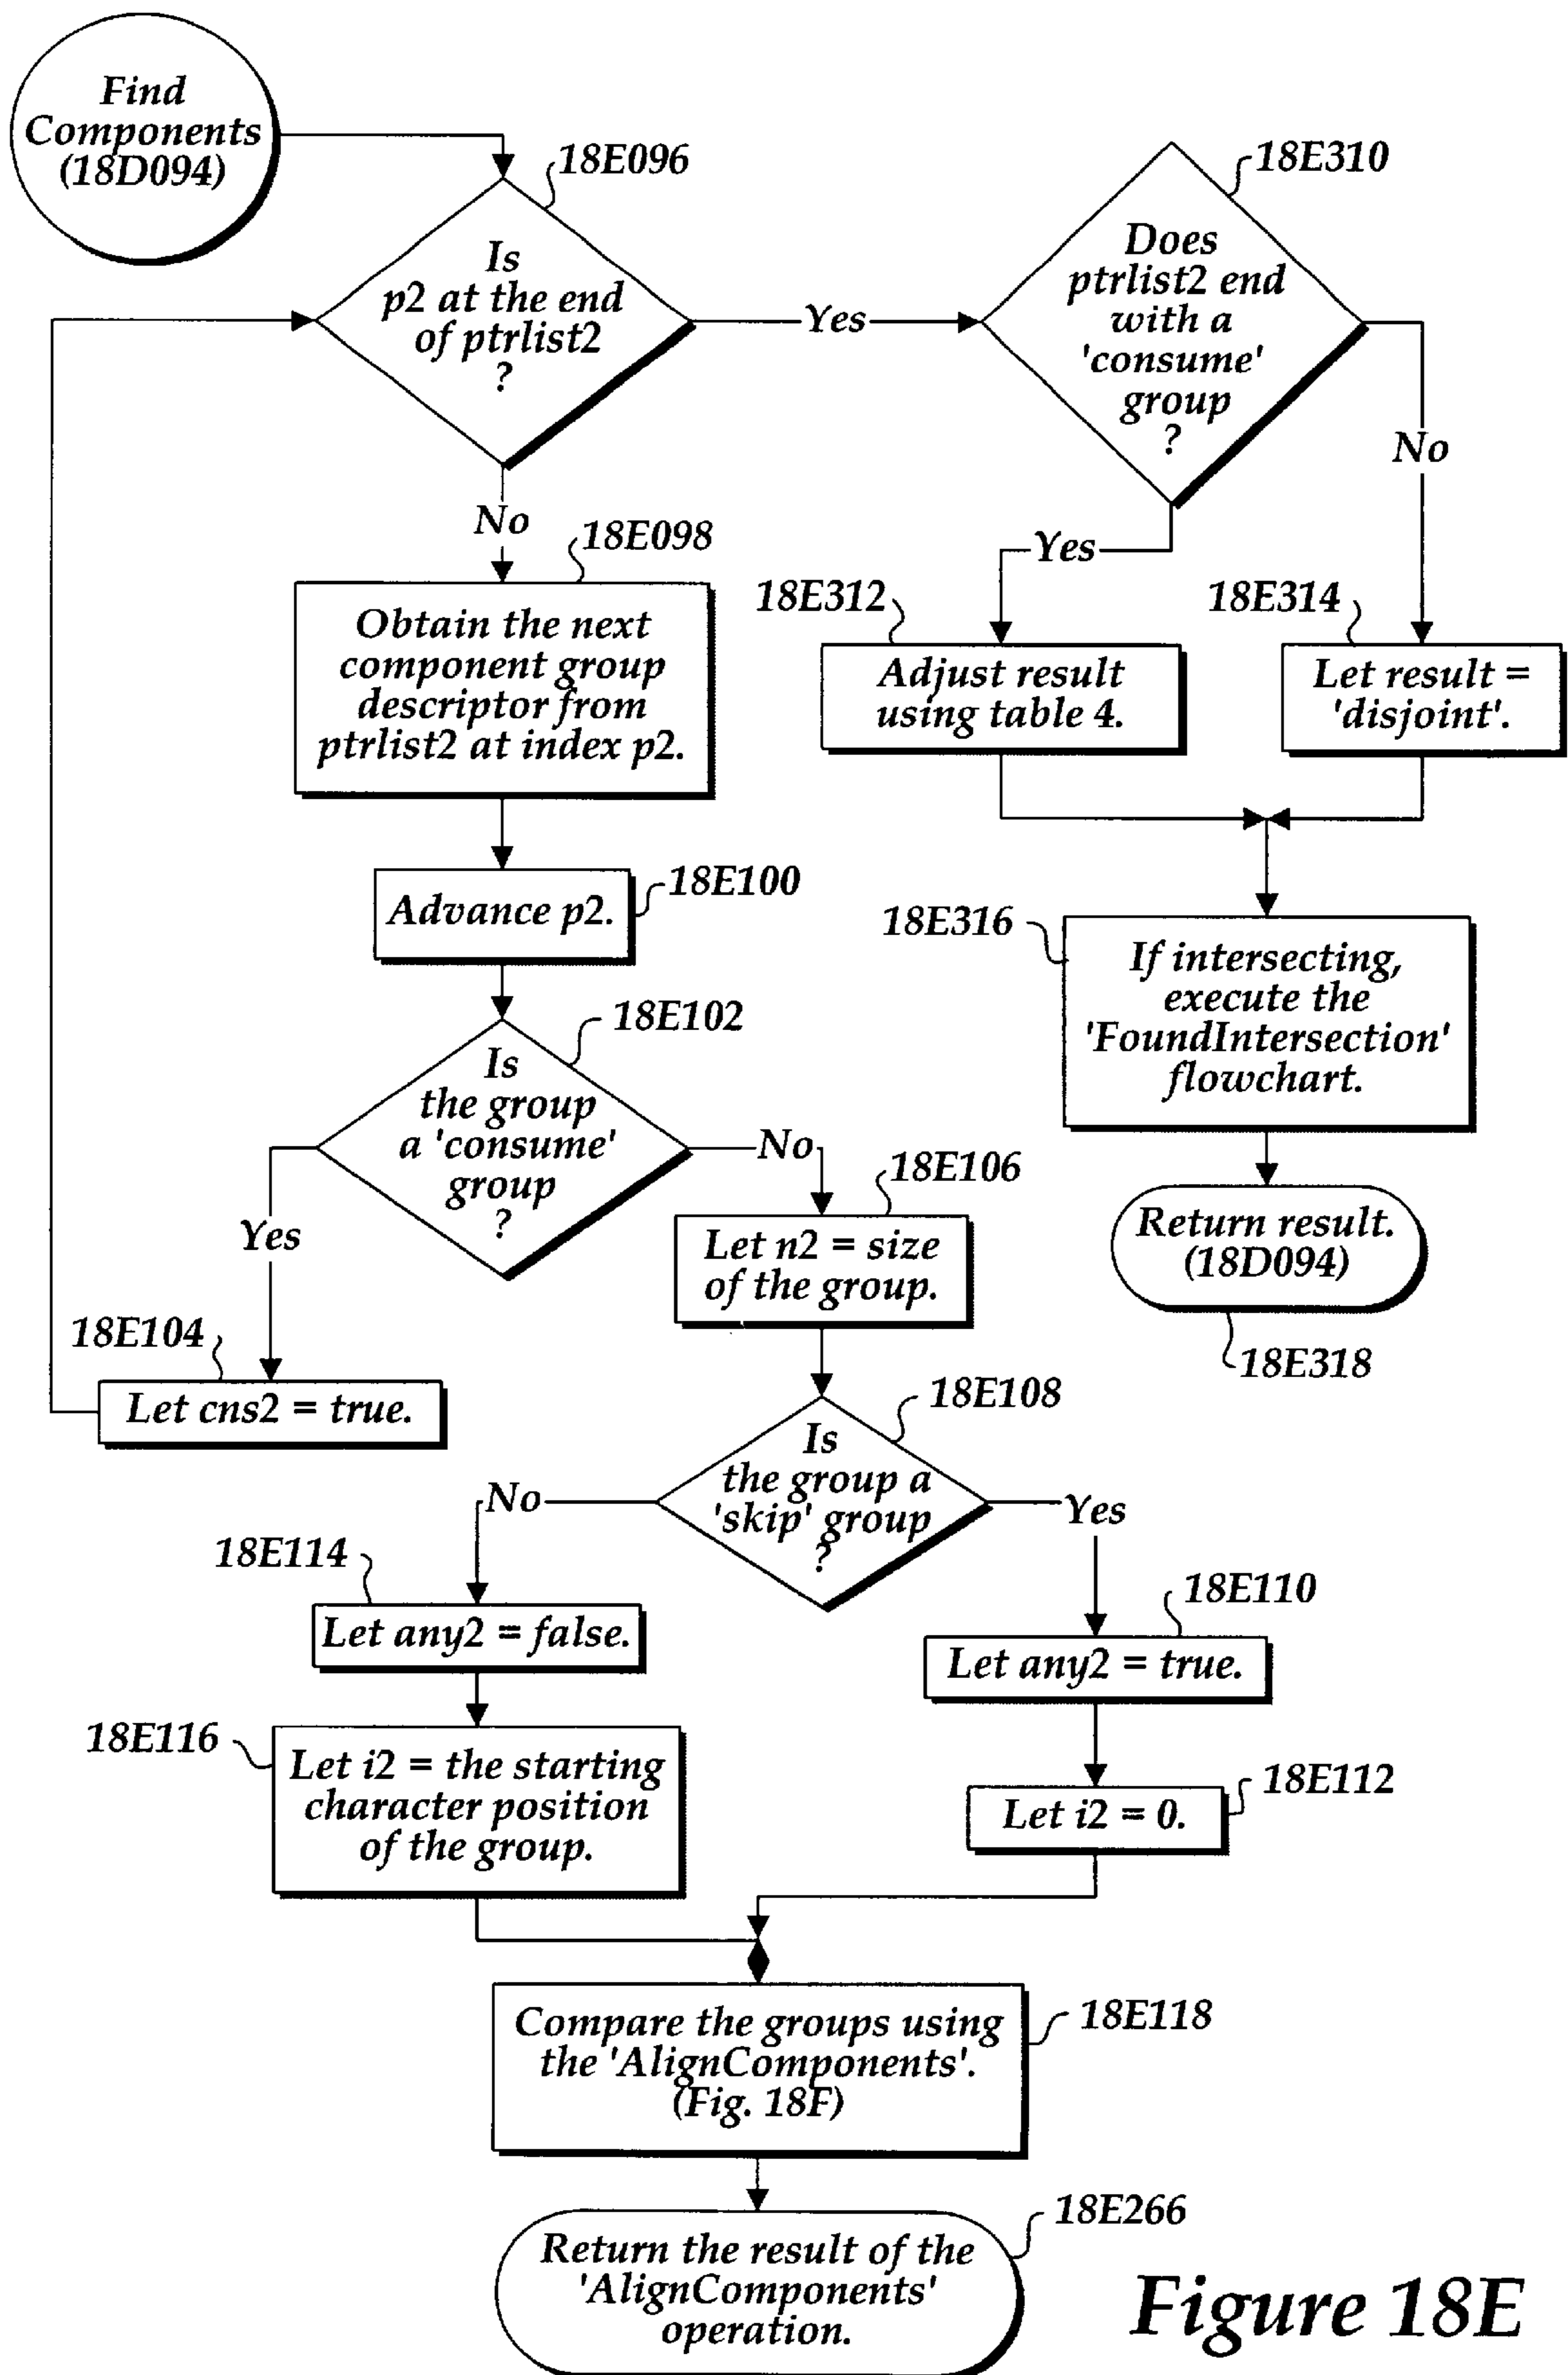 Find
Components
(18D094)
18E096
Is
p2 at the end
of ptrlist2
?
Yes
18E310
Does
ptrlist2 end
with a
'consume'
group
?
No
No
Yes
18E098
Obtain the next
component group
descriptor from
ptrlist2 at index p2.
18E312
Adjust result
using table 4.
18E314
Let result =
'disjoint'.
18E100
Advance p2.
18E316
If intersecting,
execute the
'FoundIntersection'
flowchart.
18E102
Is
the group
a 'consume'
group
?
No
Yes
18E106
Let n2 = size
of the group.
Return result.
(18D094)
18E318
18E104
Let cns2 = true.
18E108
Is
the group a
'skip' group
?
No
Yes
18E114
Let any2 = false.
18E110
Let any2 = true.
18E116
Let i2 = the starting
character position
of the group.
18E112
Let i2 = 0.
18E118
Compare the groups using
the 'AlignComponents'.
(Fig. 18F)
18E266
Return the result of the
'AlignComponents'
operation.
Figure 18E